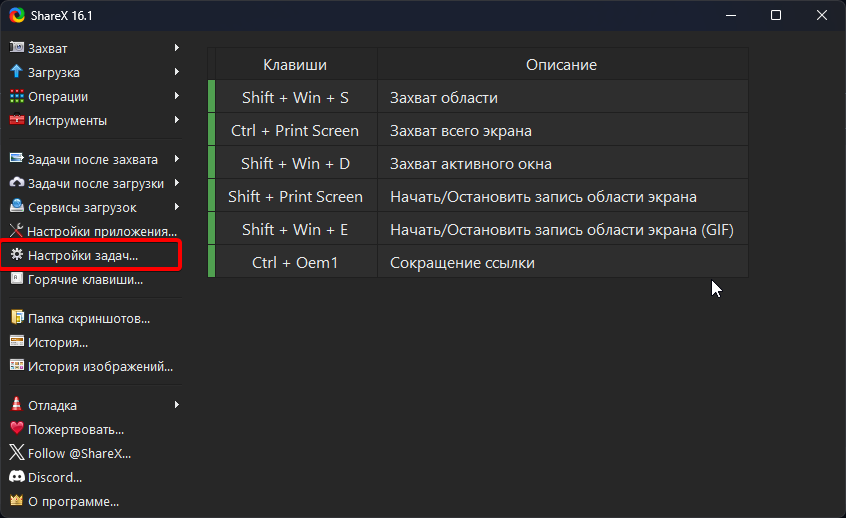 ShareX 16.1
Захват
Загрузка
Операции
Инструменты
Задачи после захвата
Задачи после загрузки
Сервисы загрузок
Настройки приложения...
Настройки задач...
Горячие клавиши...
Папка скриншотов...
История...
История изображений...
Отладка
Пожертвовать...
Follow @ShareX...
Discord...
О программе...
Клавиши Описание
Shift + Win + S Захват области
Ctrl + Print Screen Захват всего экрана
Shift + Win + D Захват активного окна
Shift + Print Screen Начать/Остановить запись области экрана
Shift + Win + E Начать/Остановить запись области экрана (GIF)
Ctrl + Oem1 Сокращение ссылки